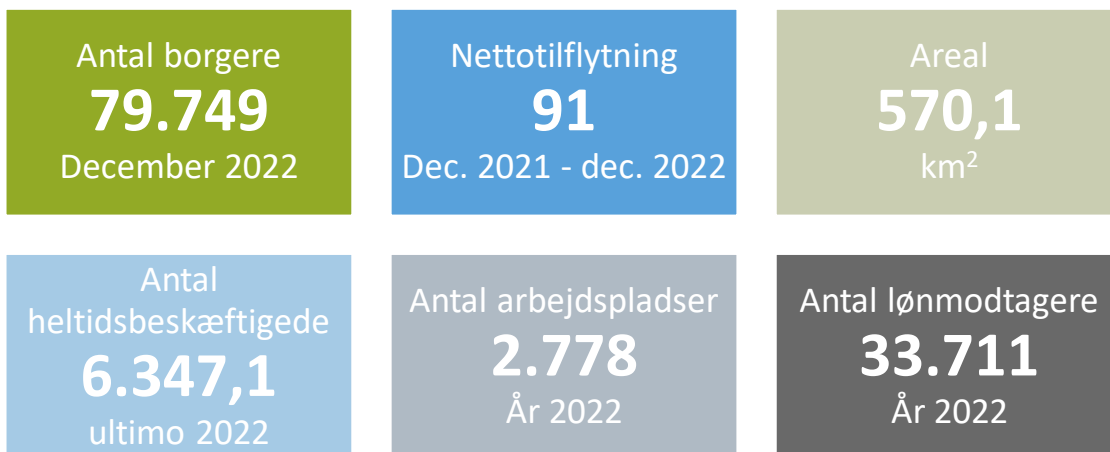 Antal borgere
79.749
December 2022
Nettotilflytning
91
Dec. 2021 - dec. 2022
Areal
570,1
km²
Antal
heltidsbeskæftigede
6.347,1
ultimo 2022
Antal arbejdspladser
2.778
År 2022
Antal lønmodtagere
33.711
År 2022